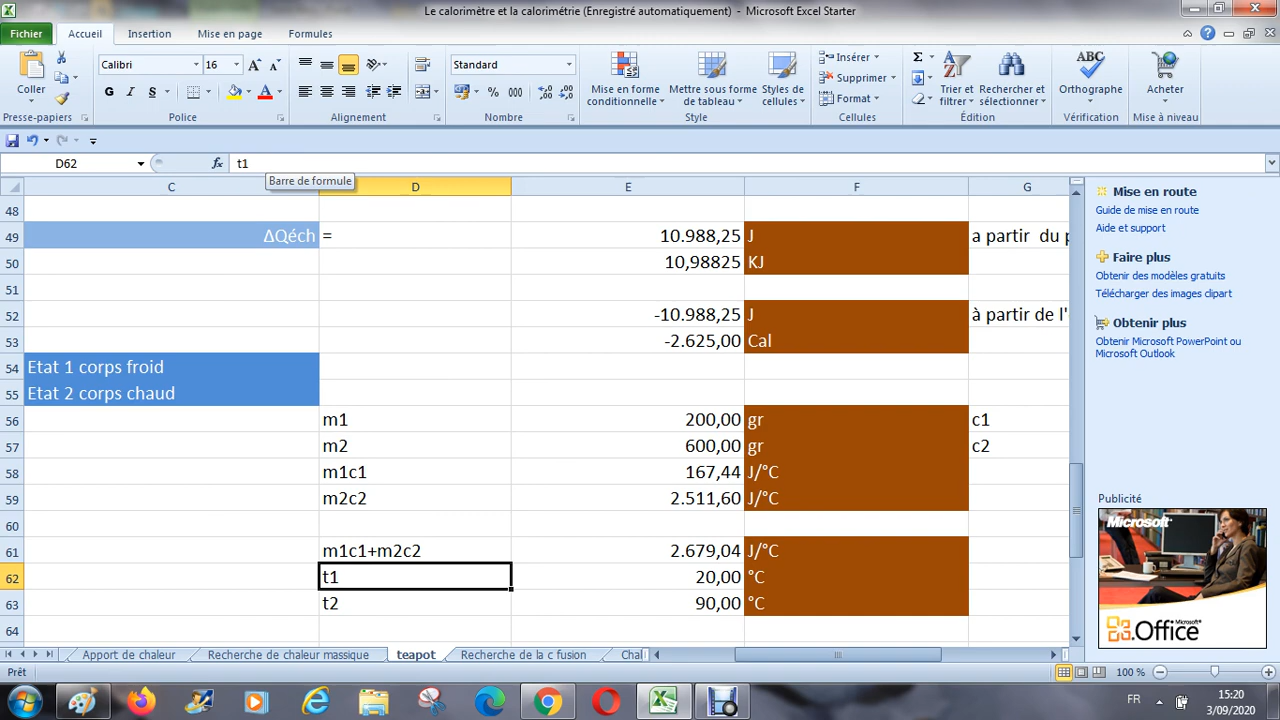 Le calorimètre et la calorimétrie (Enregistré automatiquement) - Microsoft Excel Starter
Fichier Accueil Insertion Mise en page Formules
Calibri 16 Standard
Coller
G I S
% 000
Mise en forme conditionnelle
Mettre sous forme de tableau
Styles de cellules
Insérer
Supprimer
Format
Σ
Trier et filtrer
Rechercher et sélectionner
ABC
Orthographe
Acheter
Presse-papiers Police Alignement Nombre Style Cellules Édition Vérification Mise à niveau
D62 fx t1
Barre de formule
C D E F G
48
49 ΔQéch = 10.988,25 J a partir du p
50 10,98825 KJ
51
52 -10.988,25 J à partir de l'
53 -2.625,00 Cal
54 Etat 1 corps froid
55 Etat 2 corps chaud
56 m1 200,00 gr c1
57 m2 600,00 gr c2
58 m1c1 167,44 J/°C
59 m2c2 2.511,60 J/°C
60
61 m1c1+m2c2 2.679,04 J/°C
62 t1 20,00 °C
63 t2 90,00 °C
64
Mise en route
Guide de mise en route
Aide et support
Faire plus
Obtenir des modèles gratuits
Télécharger des images clipart
Obtenir plus
Obtenir Microsoft PowerPoint ou
Microsoft Outlook
Publicité
Microsoft
Microsoft
Office
Apport de chaleur Recherche de chaleur massique teapot Recherche de la c fusion Chal
Prêt 100 %
FR 15:20
3/09/2020